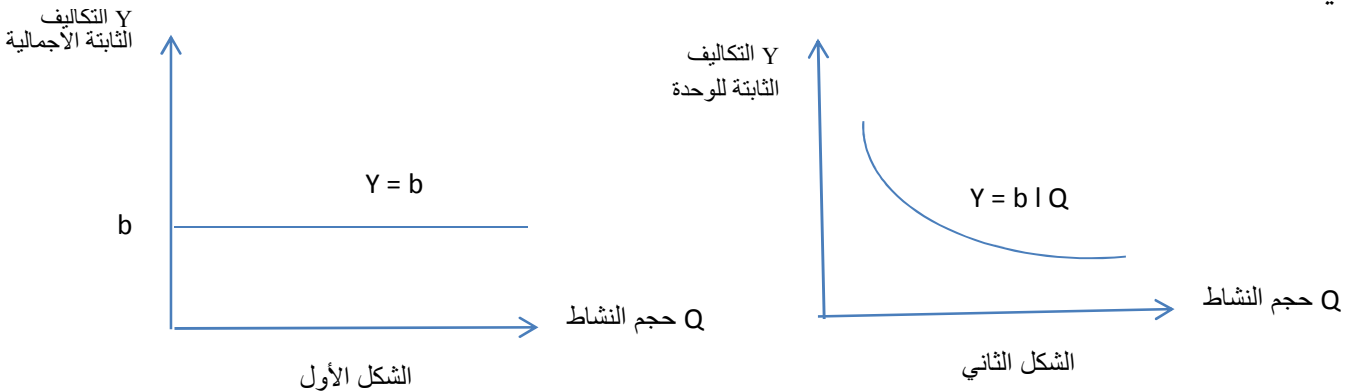 Y التكاليف
الثابتة الاجمالية
Y = b
b
Q حجم النشاط
الشكل الأول
Y التكاليف
الثابتة للوحدة
Y = b l Q
Q حجم النشاط
الشكل الثاني